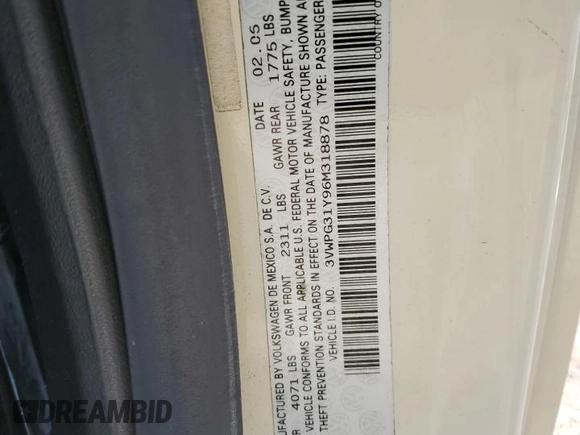 UFACTURED BY VOLKSWAGEN DE MEXICO S.A. DE C.V. DATE 02.05
R 4071 LBS GAWR FRONT 2311 LBS GAWR REAR 1775 LBS
VEHICLE CONFORMS TO ALL APPLICABLE U.S. FEDERAL MOTOR VEHICLE SAFETY, BUMP
THEFT PREVENTION STANDARDS IN EFFECT ON THE DATE OF MANUFACTURE SHOWN A
VEHICLE I.D. NO. 3VWPG31Y96M318878 TYPE: PASSENGER
COUNTRY O
DREAMBID